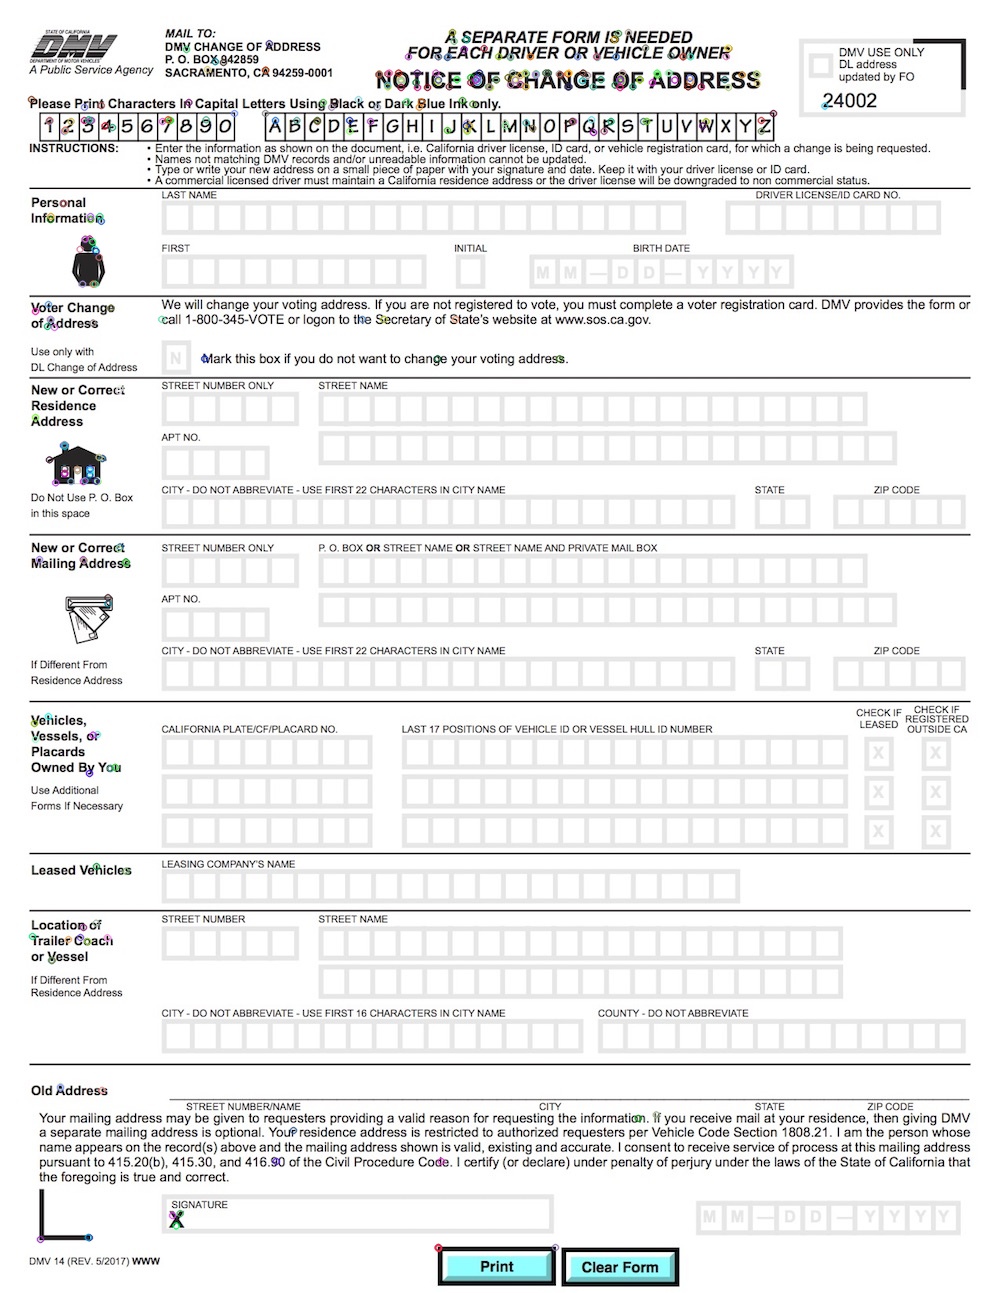 STATE OF CALIFORNIA
DMV
DEPARTMENT OF MOTOR VEHICLES
A Public Service Agency
MAIL TO:
DMV CHANGE OF ADDRESS
P. O. BOX 942859
SACRAMENTO, CA 94259-0001
A SEPARATE FORM IS NEEDED
FOR EACH DRIVER OR VEHICLE OWNER
NOTICE OF CHANGE OF ADDRESS
DMV USE ONLY
DL address
updated by FO
24002
Please Print Characters In Capital Letters Using Black or Dark Blue Ink only.
1 2 3 4 5 6 7 8 9 0 A B C D E F G H I J K L M N O P Q R S T U V W X Y Z
INSTRUCTIONS:
• Enter the information as shown on the document, i.e. California driver license, ID card, or vehicle registration card, for which a change is being requested.
• Names not matching DMV records and/or unreadable information cannot be updated.
• Type or write your new address on a small piece of paper with your signature and date. Keep it with your driver license or ID card.
• A commercial licensed driver must maintain a California residence address or the driver license will be downgraded to non commercial status.
Personal
Information
LAST NAME
DRIVER LICENSE/ID CARD NO.
FIRST
INITIAL
BIRTH DATE
M M — D D — Y Y Y Y
Voter Change
of Address
We will change your voting address. If you are not registered to vote, you must complete a voter registration card. DMV provides the form or
call 1-800-345-VOTE or logon to the Secretary of State's website at www.sos.ca.gov.
Use only with
DL Change of Address
N
Mark this box if you do not want to change your voting address.
New or Correct
Residence
Address
STREET NUMBER ONLY
STREET NAME
APT NO.
Do Not Use P. O. Box
in this space
CITY - DO NOT ABBREVIATE - USE FIRST 22 CHARACTERS IN CITY NAME
STATE
ZIP CODE
New or Correct
Mailing Address
STREET NUMBER ONLY
P. O. BOX OR STREET NAME OR STREET NAME AND PRIVATE MAIL BOX
APT NO.
If Different From
Residence Address
CITY - DO NOT ABBREVIATE - USE FIRST 22 CHARACTERS IN CITY NAME
STATE
ZIP CODE
Vehicles,
Vessels, or
Placards
Owned By You
Use Additional
Forms If Necessary
CALIFORNIA PLATE/CF/PLACARD NO.
LAST 17 POSITIONS OF VEHICLE ID OR VESSEL HULL ID NUMBER
CHECK IF
LEASED
CHECK IF
REGISTERED
OUTSIDE CA
X X
X X
X X
Leased Vehicles
LEASING COMPANY'S NAME
Location of
Trailer Coach
or Vessel
If Different From
Residence Address
STREET NUMBER
STREET NAME
CITY - DO NOT ABBREVIATE - USE FIRST 16 CHARACTERS IN CITY NAME
COUNTY - DO NOT ABBREVIATE
Old Address
STREET NUMBER/NAME
CITY
STATE
ZIP CODE
Your mailing address may be given to requesters providing a valid reason for requesting the information. If you receive mail at your residence, then giving DMV
a separate mailing address is optional. Your residence address is restricted to authorized requesters per Vehicle Code Section 1808.21. I am the person whose
name appears on the record(s) above and the mailing address shown is valid, existing and accurate. I consent to receive service of process at this mailing address
pursuant to 415.20(b), 415.30, and 416.90 of the Civil Procedure Code. I certify (or declare) under penalty of perjury under the laws of the State of California that
the foregoing is true and correct.
SIGNATURE
X
M M — D D — Y Y Y Y
DMV 14 (REV. 5/2017) WWW
Print
Clear Form